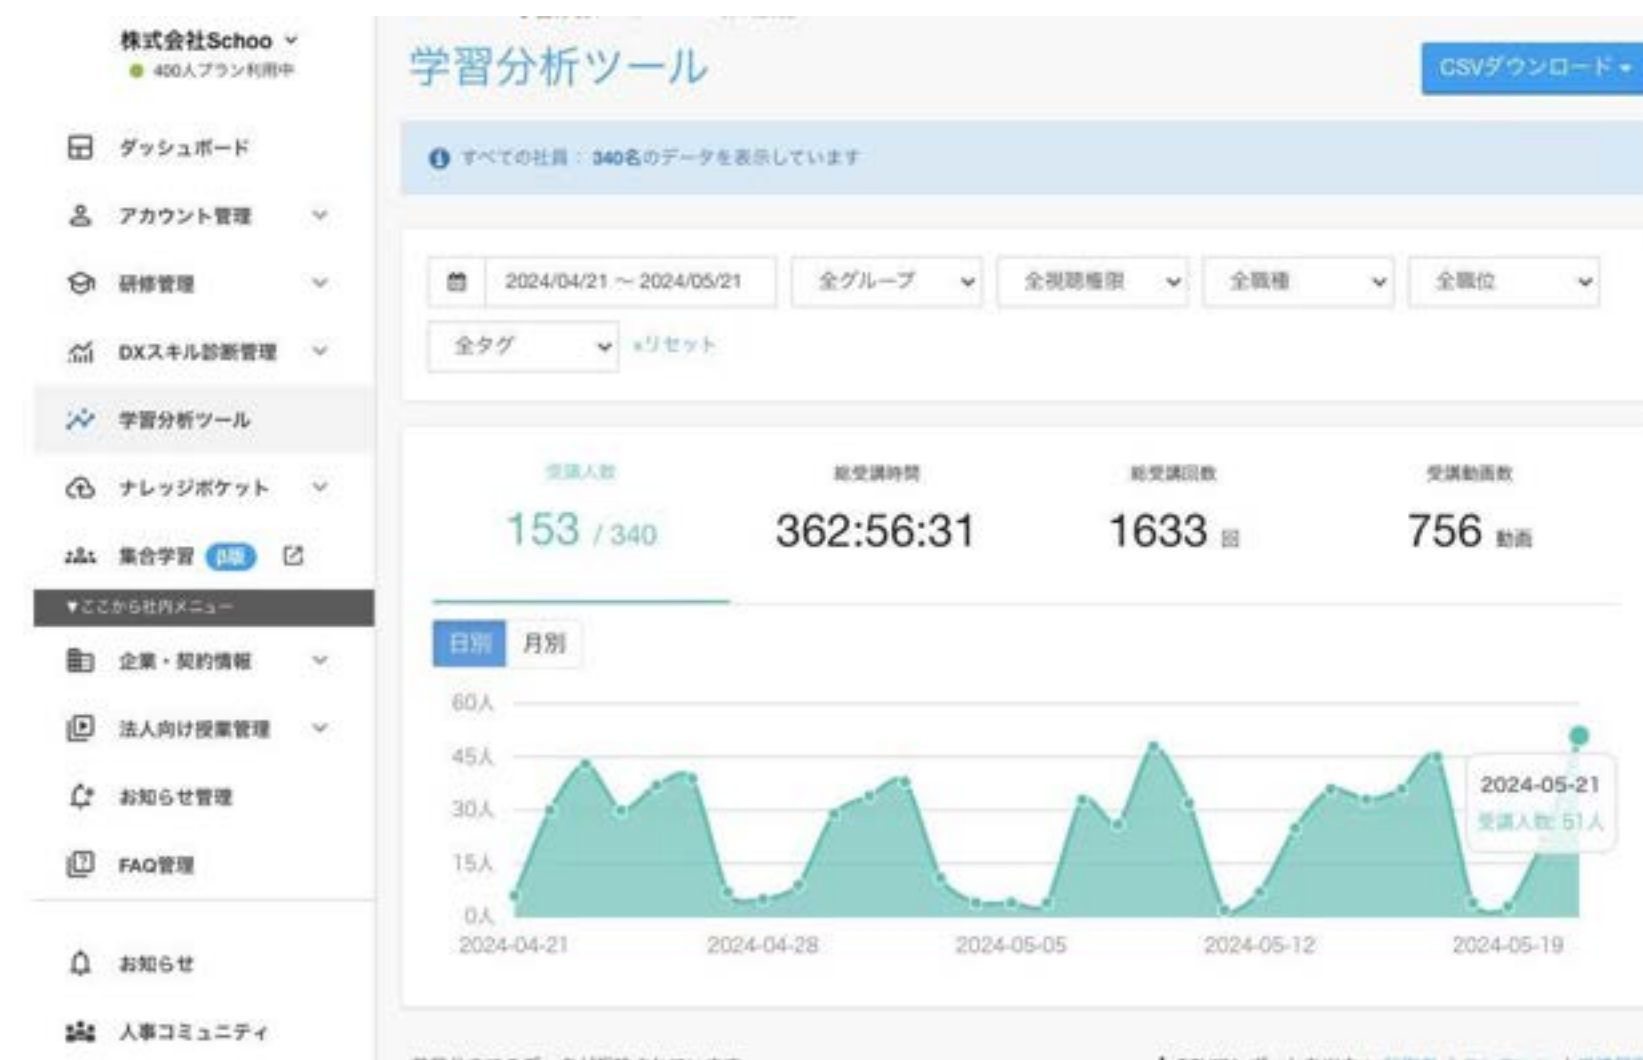 株式会社Schoo
400人プラン利用中
ダッシュボード
アカウント管理
研修管理
DXスキル診断管理
学習分析ツール
ナレッジポケット
集合学習 β版
▼ここから社内メニュー
企業・契約情報
法人向け授業管理
お知らせ管理
FAQ管理
お知らせ
人事コミュニティ
学習分析ツール
CSVダウンロード
すべての社員： 340名のデータを表示しています
2024/04/21 ～ 2024/05/21
全グループ
全視聴権限
全職種
全職位
全タグ
×リセット
受講人数
153 / 340
総受講時間
362:56:31
総受講回数
1633 回
受講動画数
756 動画
日別 月別
60人
45人
30人
15人
0人
2024-04-21 2024-04-28 2024-05-05 2024-05-12 2024-05-19
2024-05-21
受講人数: 51人